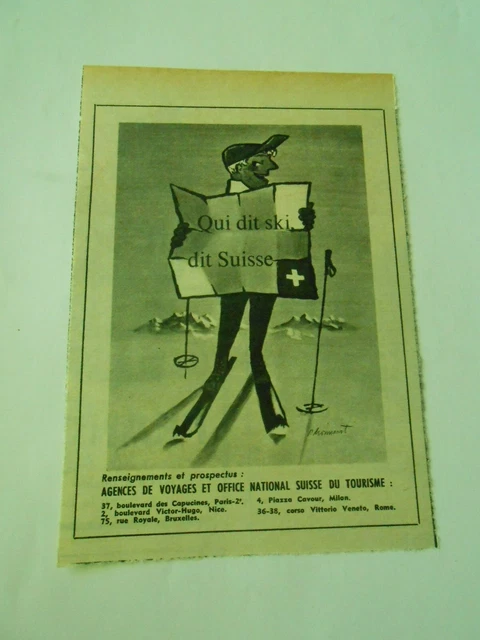 Qui dit ski,
dit Suisse
Renseignements et prospectus :
AGENCES DE VOYAGES ET OFFICE NATIONAL SUISSE DU TOURISME :
37, boulevard des Capucines, Paris-2e.
2, boulevard Victor-Hugo, Nice.
75, rue Royale, Bruxelles.
4, Piazza Cavour, Milan.
36-38, corso Vittorio Veneto, Rome.